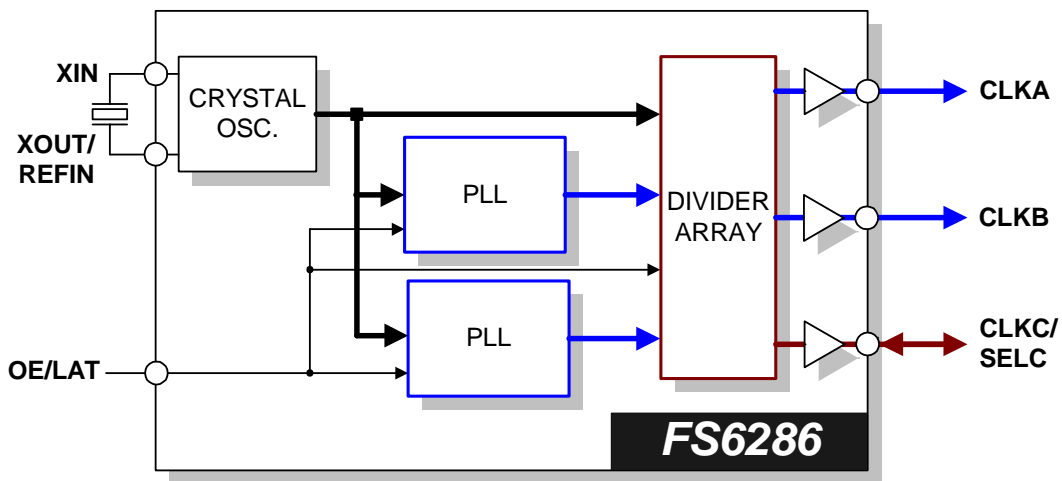 XIN
XOUT/
REFIN
CRYSTAL
OSC.
PLL
PLL
DIVIDER
ARRAY
CLKA
CLKB
CLKC/
SELC
OE/LAT
FS6286